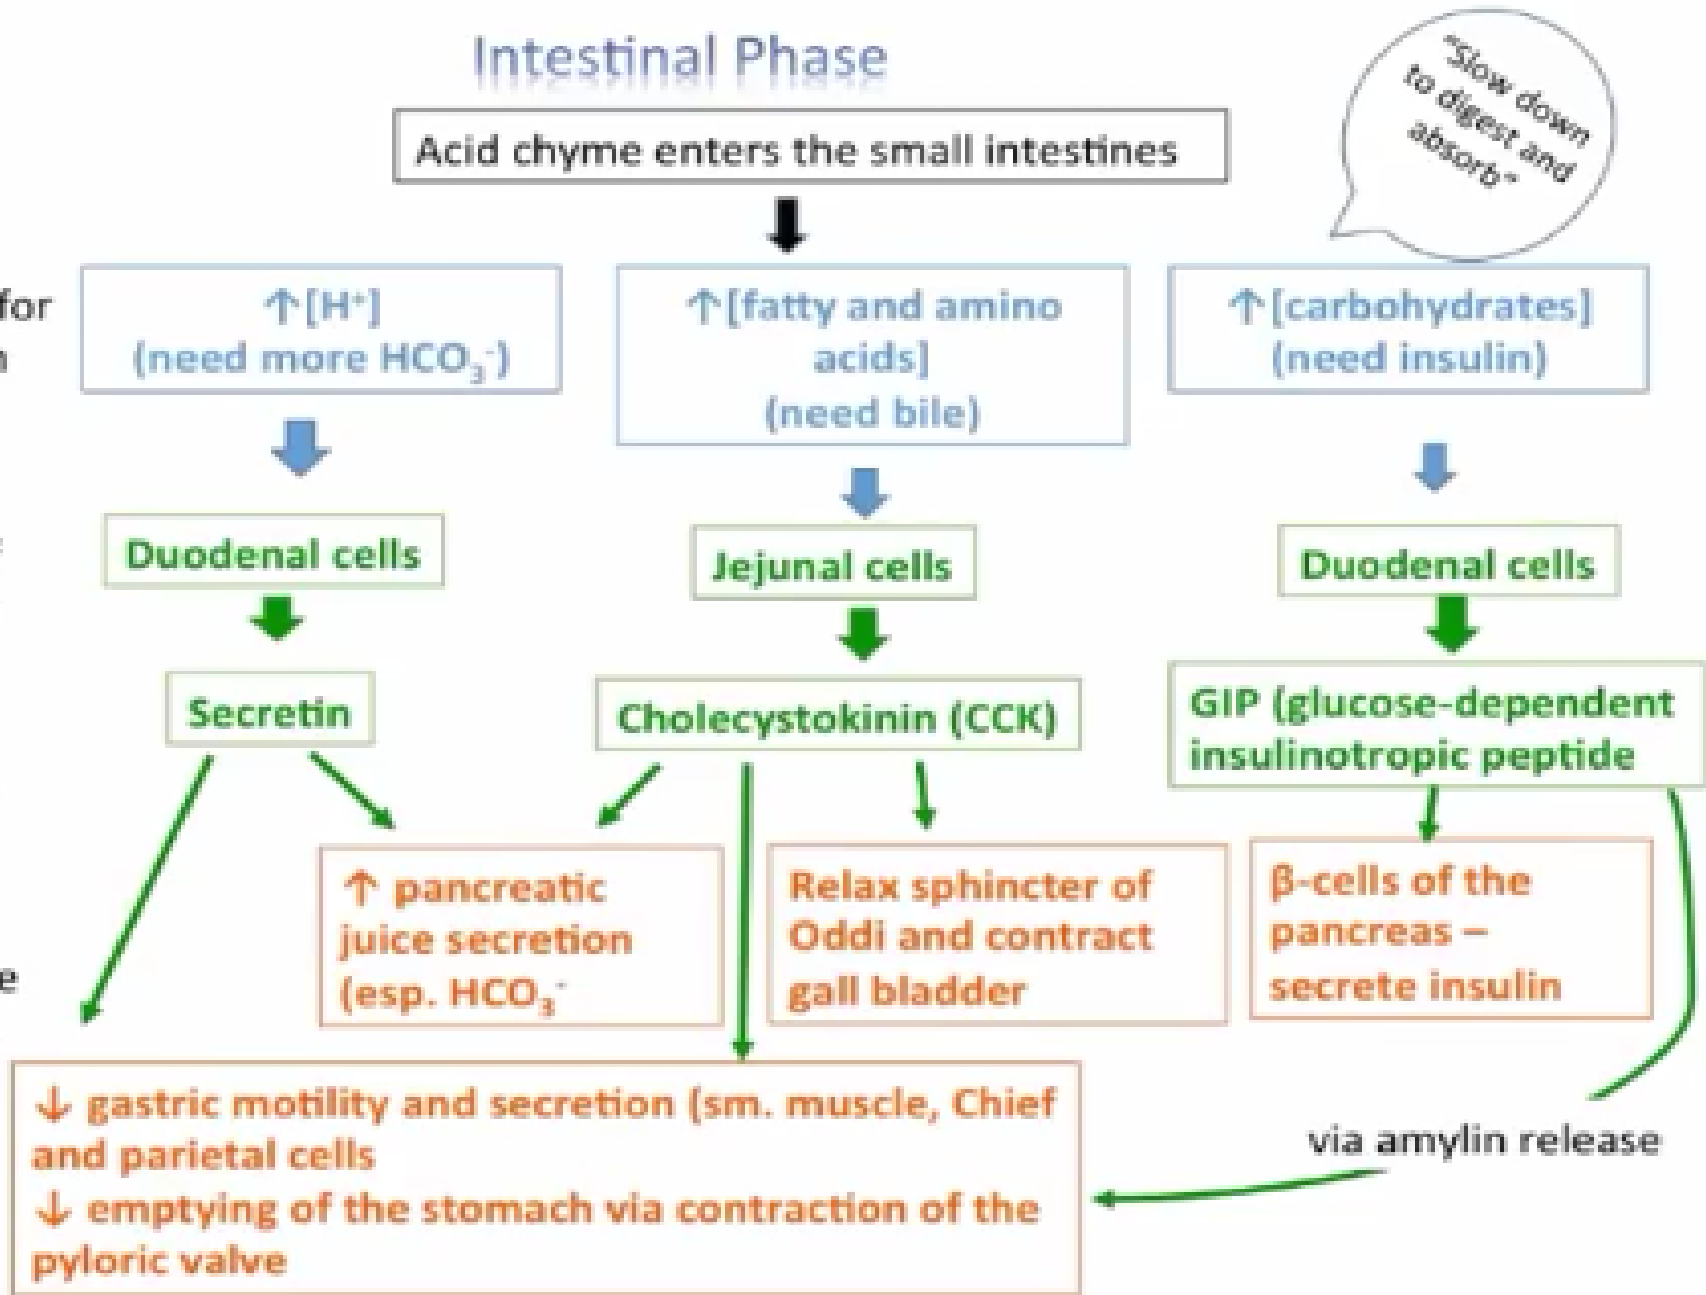 Intestinal Phase
"Slow down
to digest and
absorb"
Acid chyme enters the small intestines
for
↑[H⁺]
(need more HCO₃⁻)
↑[fatty and amino
acids]
(need bile)
↑[carbohydrates]
(need insulin)
Duodenal cells
Jejunal cells
Duodenal cells
Secretin
Cholecystokinin (CCK)
GIP (glucose-dependent
insulinotropic peptide
↑ pancreatic
juice secretion
(esp. HCO₃⁻
Relax sphincter of
Oddi and contract
gall bladder
β-cells of the
pancreas –
secrete insulin
e
↓ gastric motility and secretion (sm. muscle, Chief
and parietal cells
↓ emptying of the stomach via contraction of the
pyloric valve
via amylin release